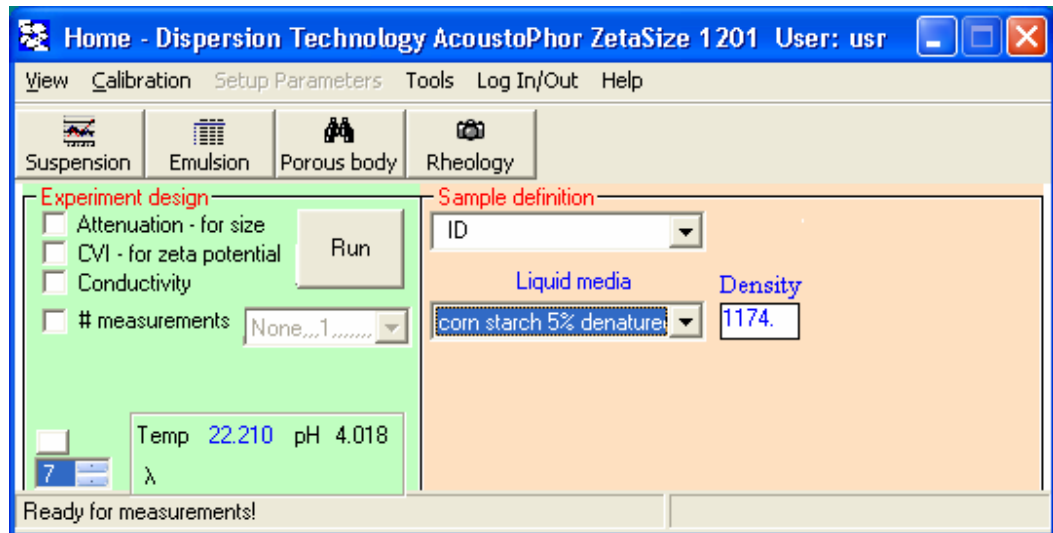 Home - Dispersion Technology AcoustoPhor ZetaSize 1201 User: usr
View Calibration Setup Parameters Tools Log In/Out Help
Suspension Emulsion Porous body Rheology
Experiment design
Attenuation - for size
CVI - for zeta potential
Conductivity
# measurements None,,,1,,,,,,,
Run
Temp 22.210 pH 4.018
7
λ
Sample definition
ID
Liquid media Density
corn starch 5% denature 1174.
Ready for measurements!